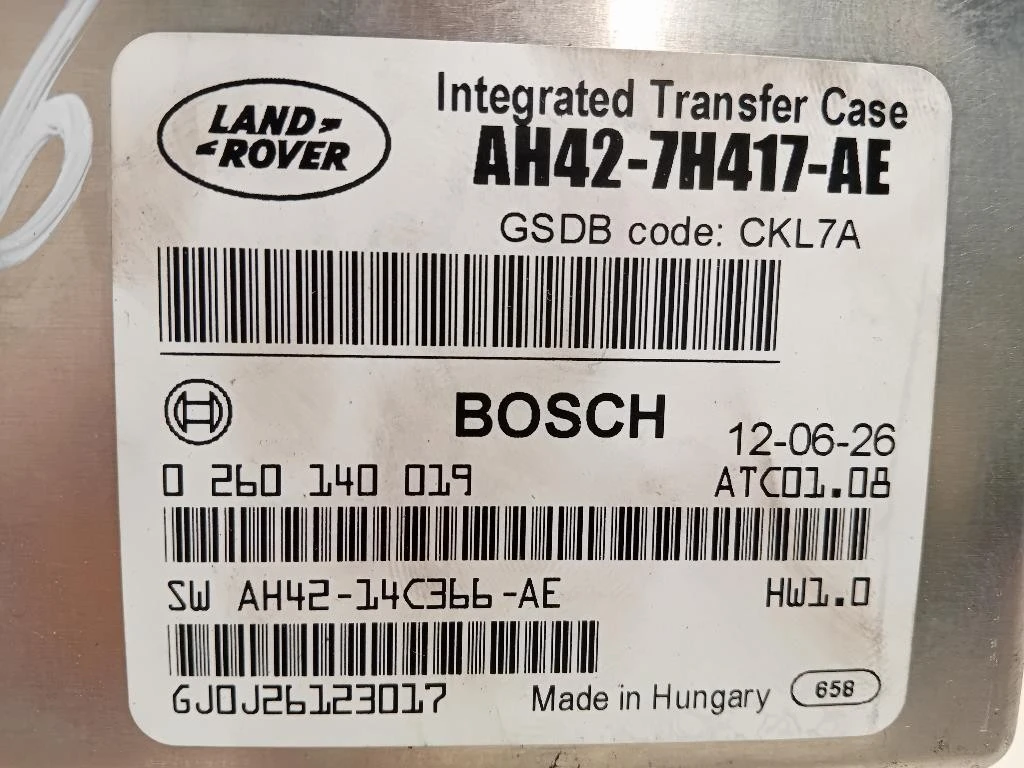 LAND
ROVER
Integrated Transfer Case
AH42-7H417-AE
GSDB code: CKL7A
BOSCH
12-06-26
0 260 140 019
ATC01.08
SW AH42-14C366-AE
HW1.0
GJ0J26123017
Made in Hungary
658